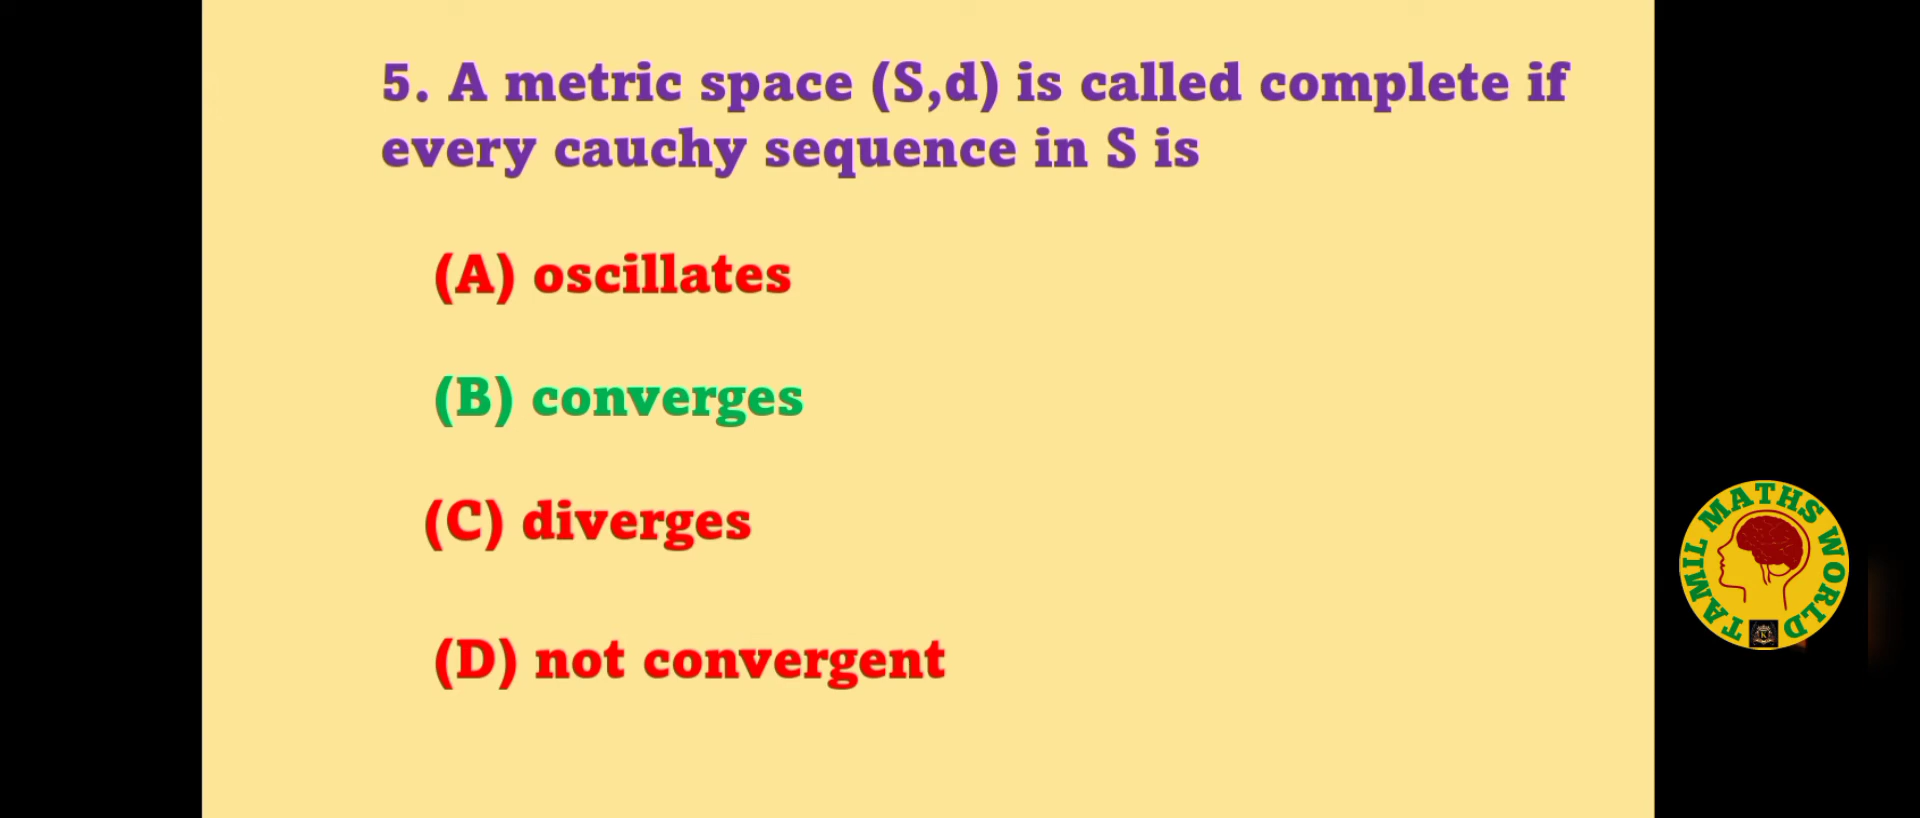 5. A metric space (S,d) is called complete if
every cauchy sequence in S is
(A) oscillates
(B) converges
(C) diverges
(D) not convergent
TAMIL MATHS WORLD
K